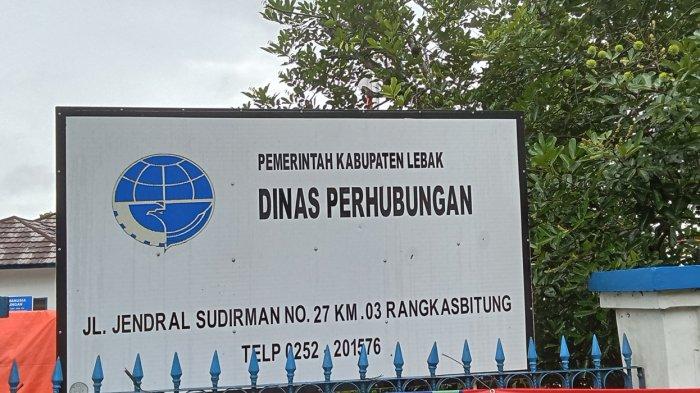 PEMERINTAH KABUPATEN LEBAK
DINAS PERHUBUNGAN
JL. JENDRAL SUDIRMAN NO. 27 KM .03 RANGKASBITUNG
TELP 0252 - 201576